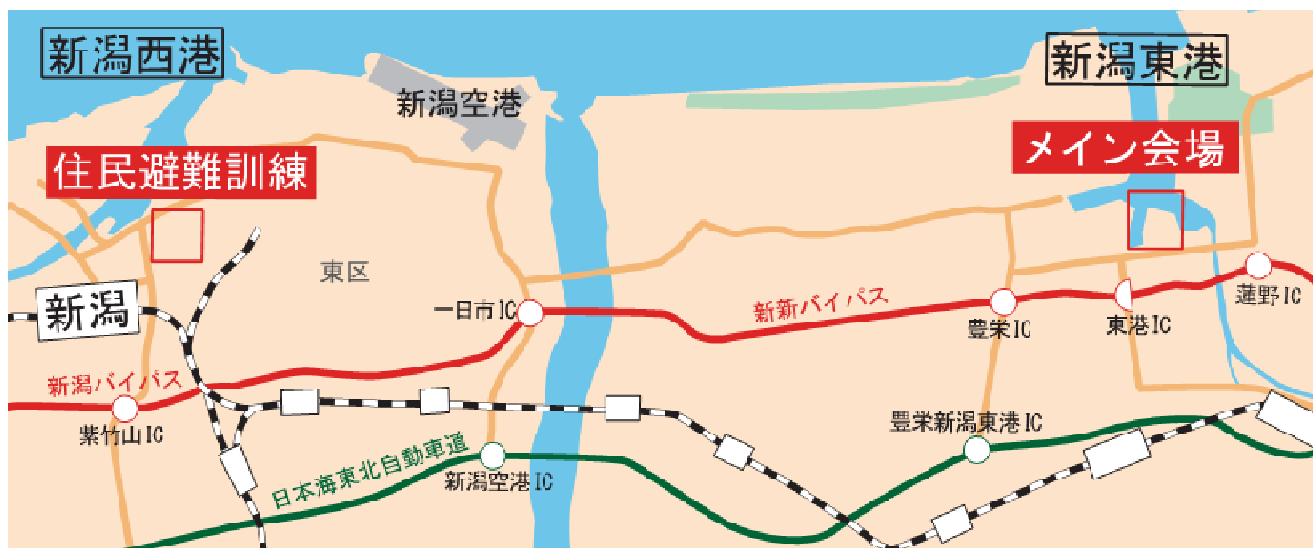 新潟西港
新潟東港
新潟空港
メイン会場
住民避難訓練
東区
蓮野IC
新潟
一日市IC
新新バイパス
豊栄IC
東港IC
新潟バイパス
紫竹山IC
豊栄新潟東港IC
日本海東北自動車道
新潟空港IC